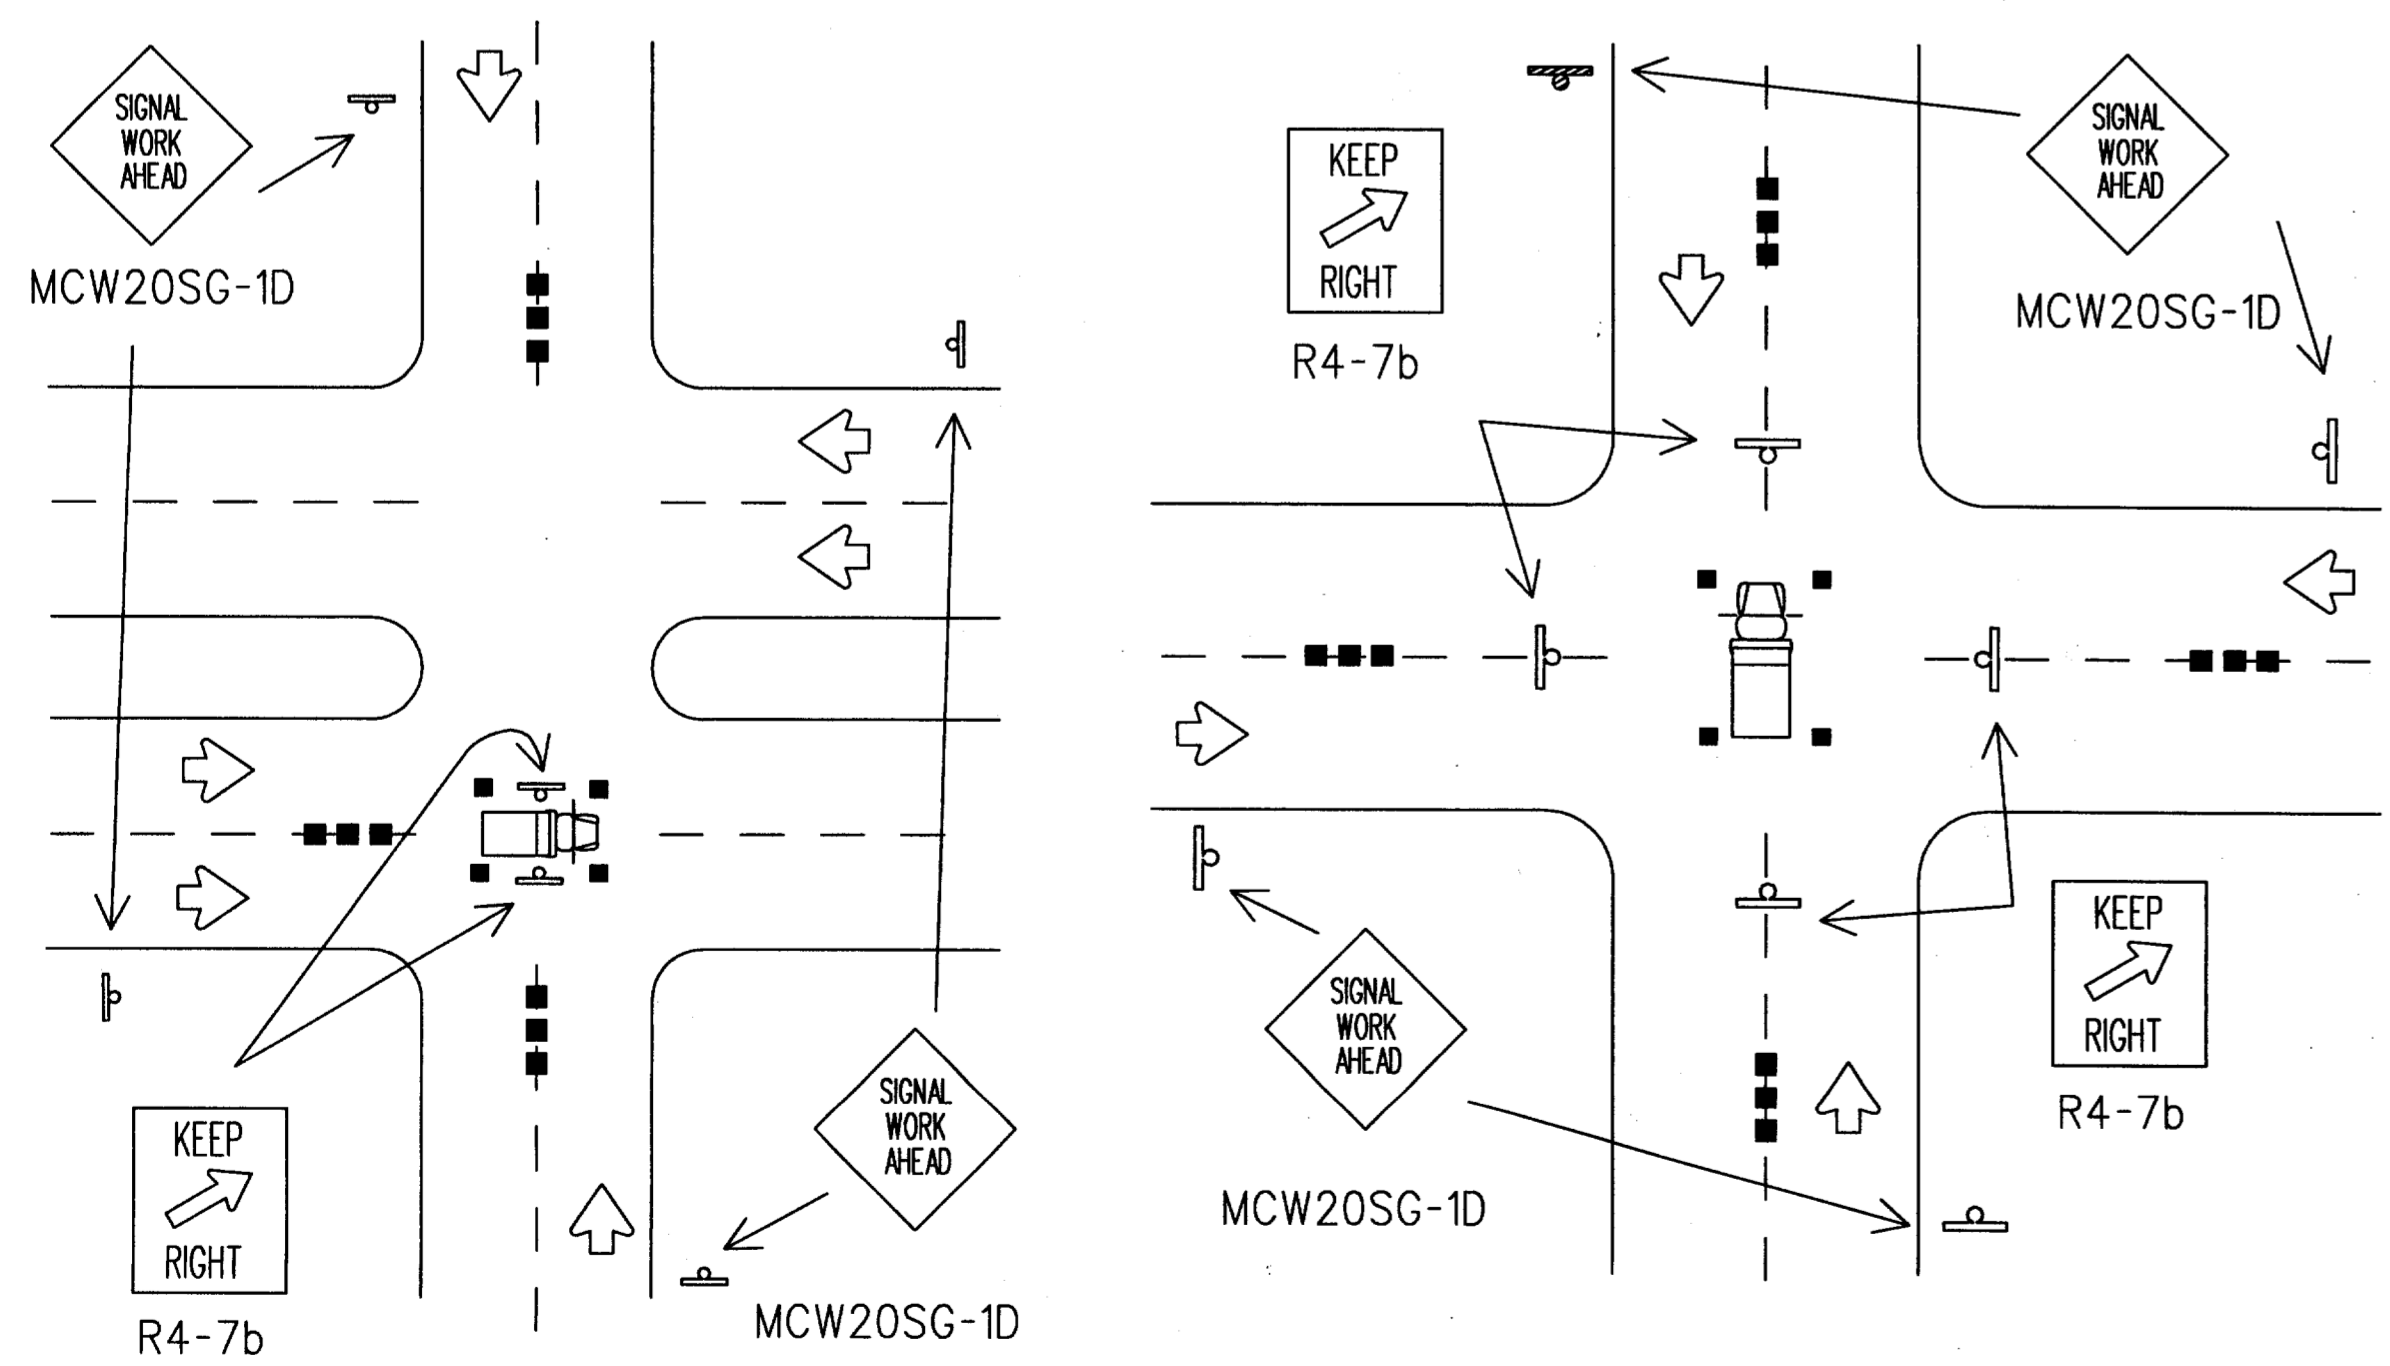 SIGNAL
WORK
AHEAD
MCW20SG-1D
KEEP
RIGHT
R4-7b
SIGNAL
WORK
AHEAD
MCW20SG-1D
KEEP
RIGHT
R4-7b
SIGNAL
WORK
AHEAD
MCW20SG-1D
SIGNAL
WORK
AHEAD
MCW20SG-1D
KEEP
RIGHT
R4-7b